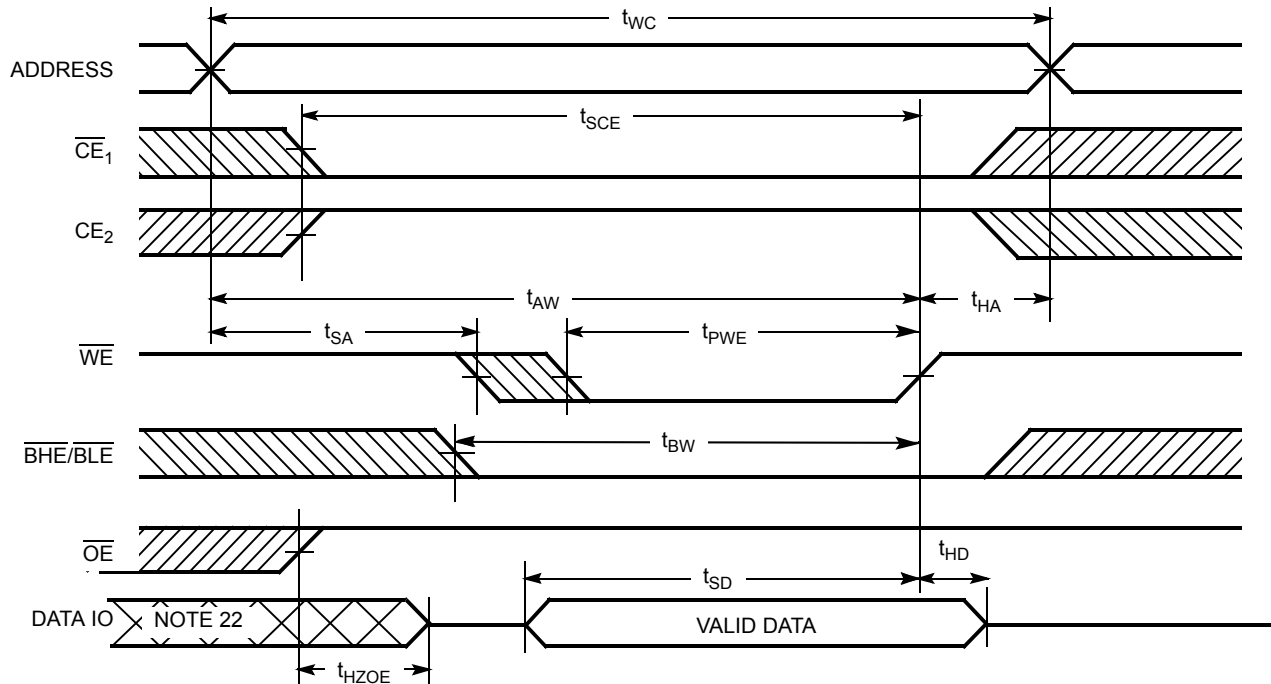 tWC
ADDRESS
tSCE
CE1
CE2
tAW
tHA
tSA
tPWE
WE
tBW
BHE/BLE
OE
tHD
tSD
DATA IO
NOTE 22
VALID DATA
tHZOE